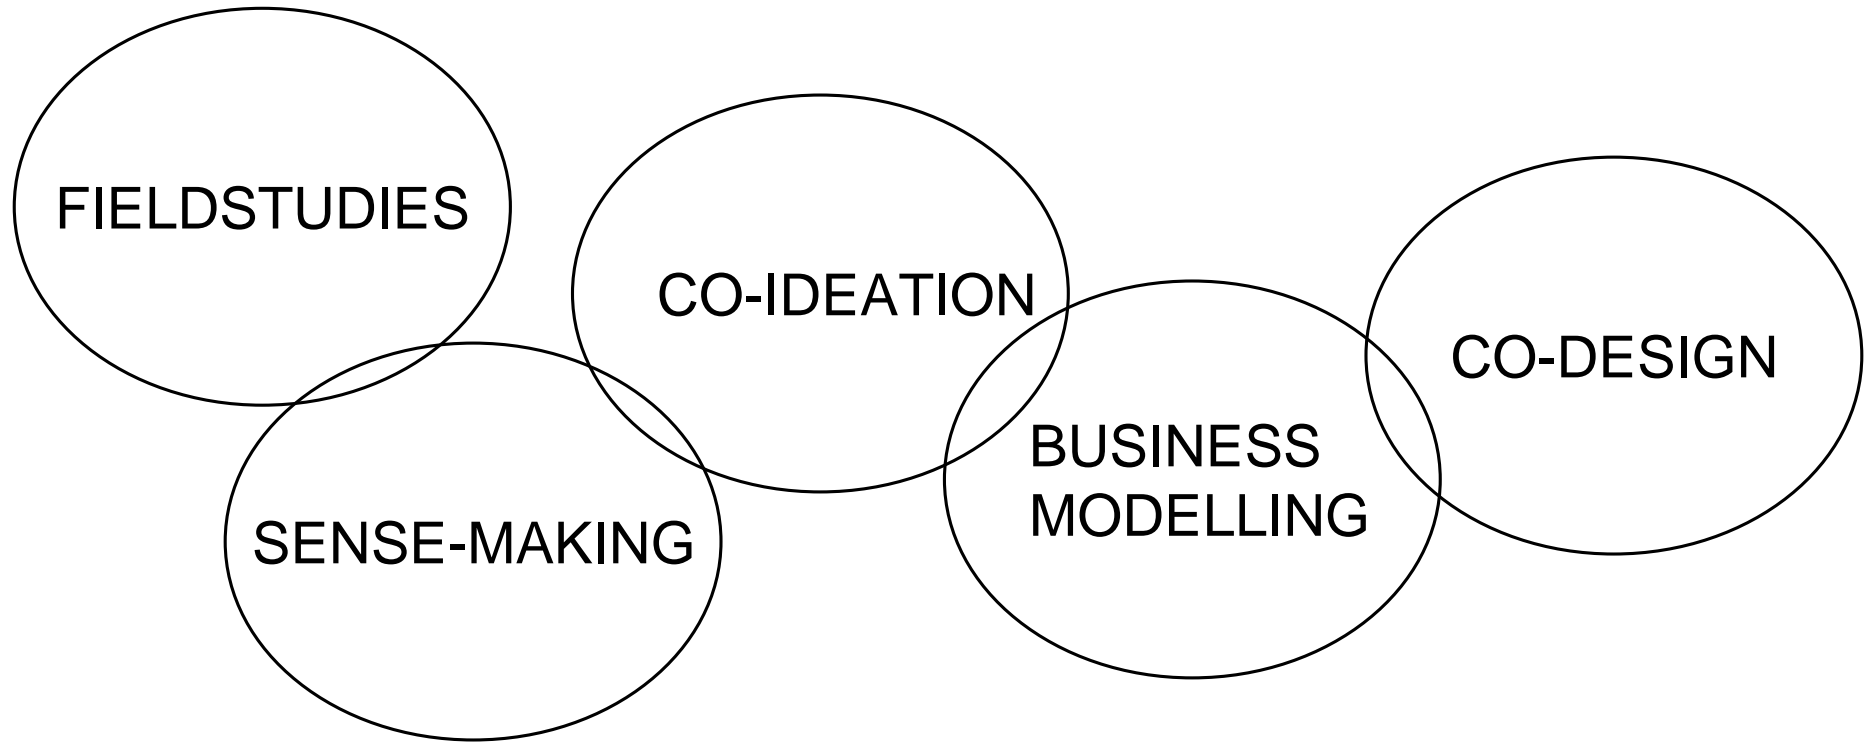 FIELDSTUDIES
SENSE-MAKING
CO-IDEATION
BUSINESS
MODELLING
CO-DESIGN